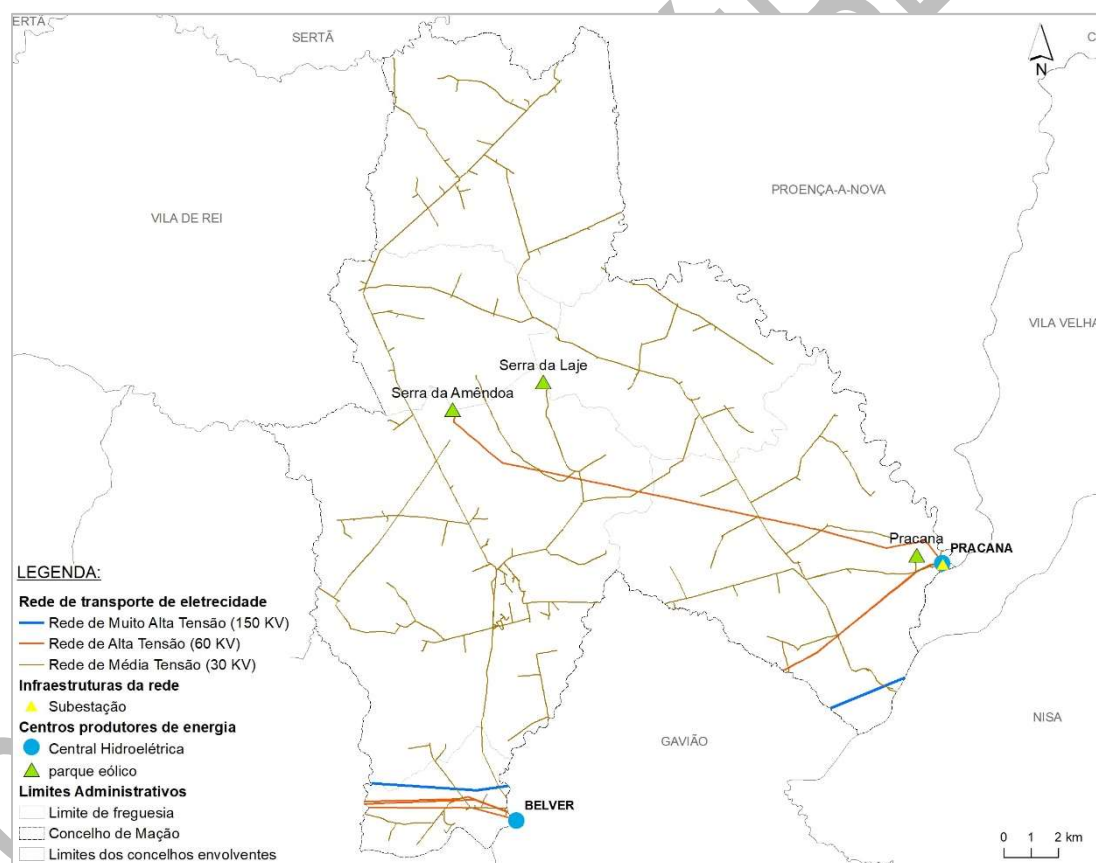 ERTÃ
SERTÃ
C
N
PROENÇA-A-NOVA
VILA DE REI
VILA VELHA
Serra da Laje
Serra da Amêndoa
Pracana
PRACANA
LEGENDA:
Rede de transporte de eletrecidade
Rede de Muito Alta Tensão (150 KV)
Rede de Alta Tensão (60 KV)
Rede de Média Tensão (30 KV)
Infraestruturas da rede
Subestação
Centros produtores de energia
Central Hidroelétrica
parque eólico
Limites Administrativos
Limite de freguesia
Concelho de Mação
Limites dos concelhos envolventes
NISA
GAVIÃO
BELVER
0 1 2 km